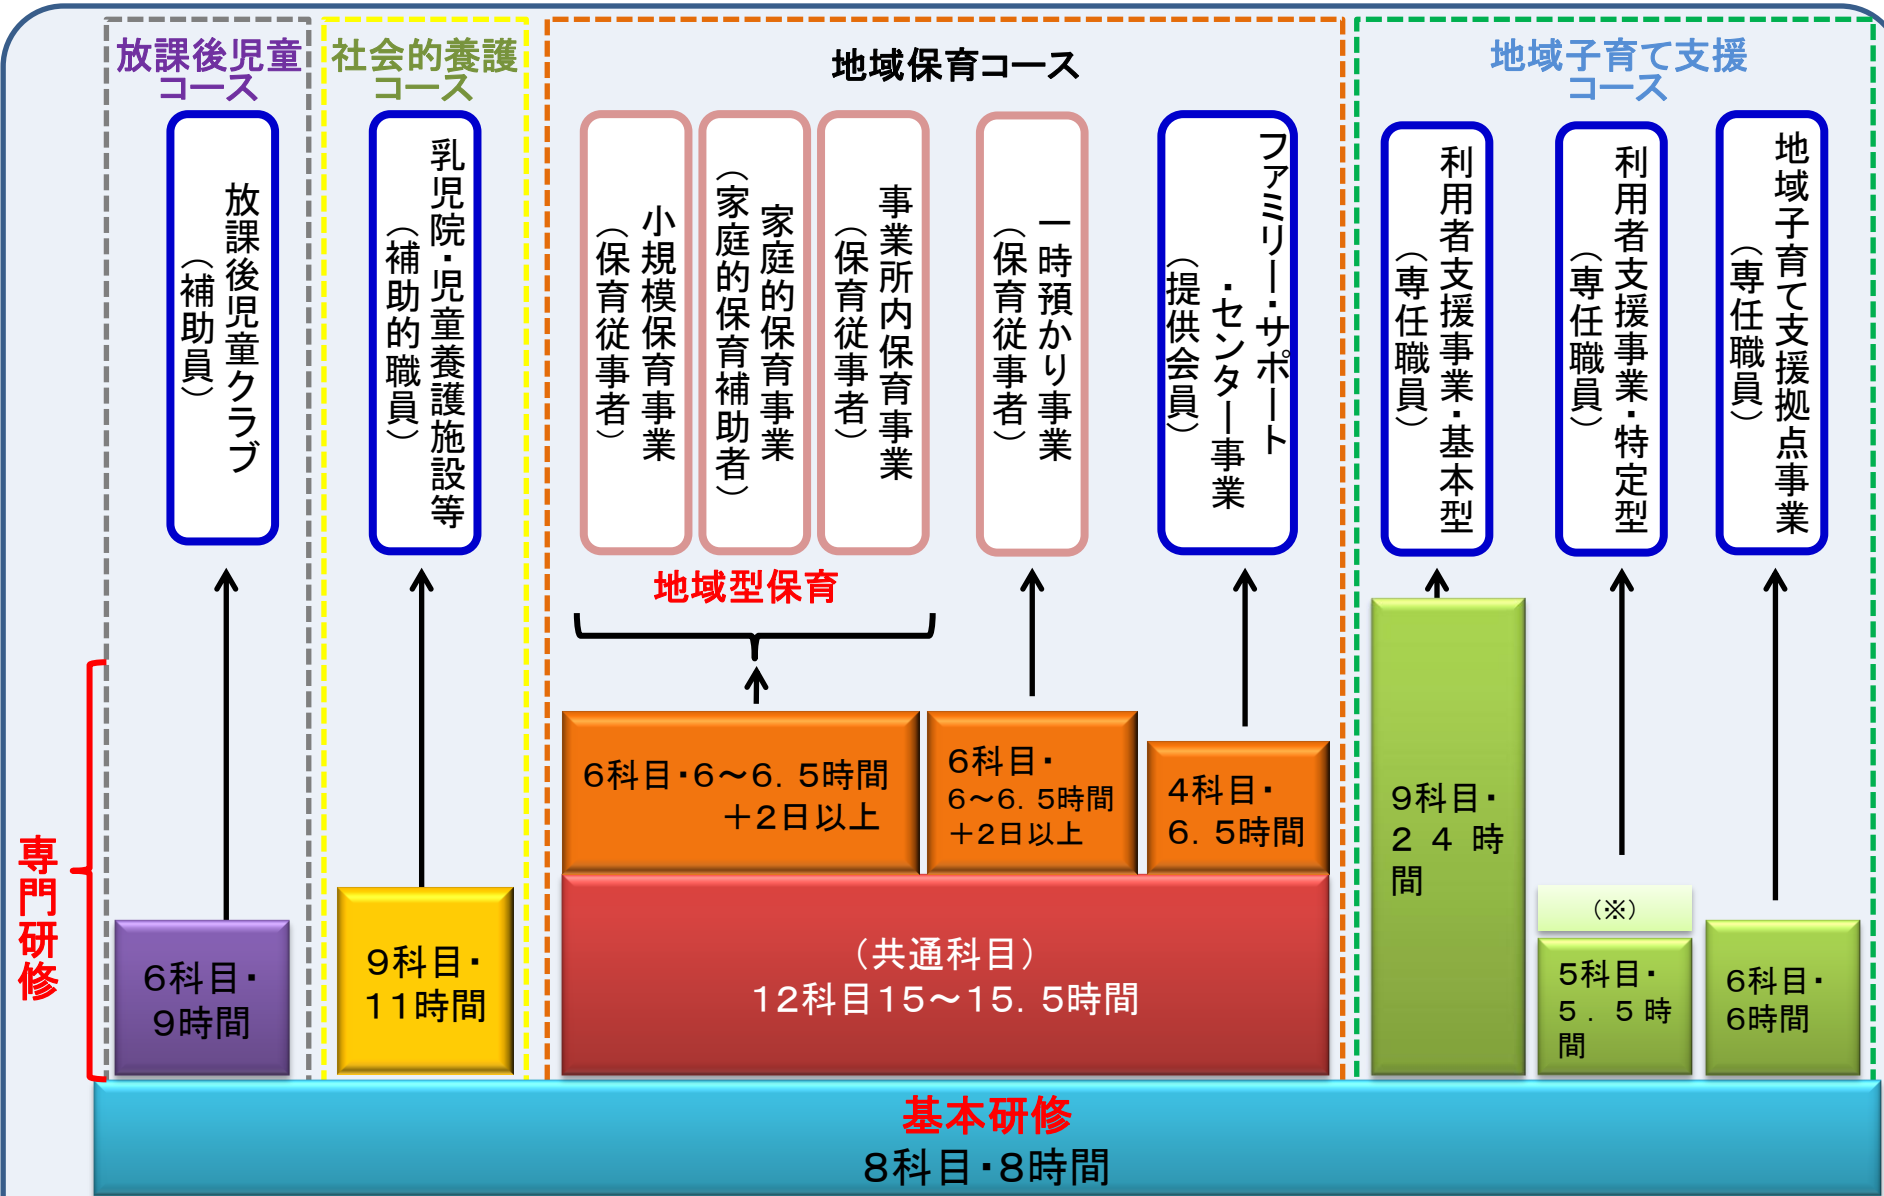 放課後児童
コース
社会的養護
コース
地域保育コース
地域子育て支援
コース
放課後児童クラブ
（補助員）
乳児院・児童養護施設等
（補助的職員）
小規模保育事業
（保育従事者）
家庭的保育事業
（家庭的保育補助者）
事業所内保育事業
（保育従事者）
一時預かり事業
（保育従事者）
ファミリー・サポート
・センター事業
（提供会員）
利用者支援事業・基本型
（専任職員）
利用者支援事業・特定型
（専任職員）
地域子育て支援拠点事業
（専任職員）
地域型保育
専門研修
6科目・
9時間
9科目・
11時間
6科目・6～6．5時間
＋2日以上
6科目・
6～6．5時間
＋2日以上
4科目・
6．5時間
（共通科目）
12科目15～15．5時間
9科目・
24時
間
（※）
5科目・
5．5時
間
6科目・
6時間
基本研修
8科目・8時間